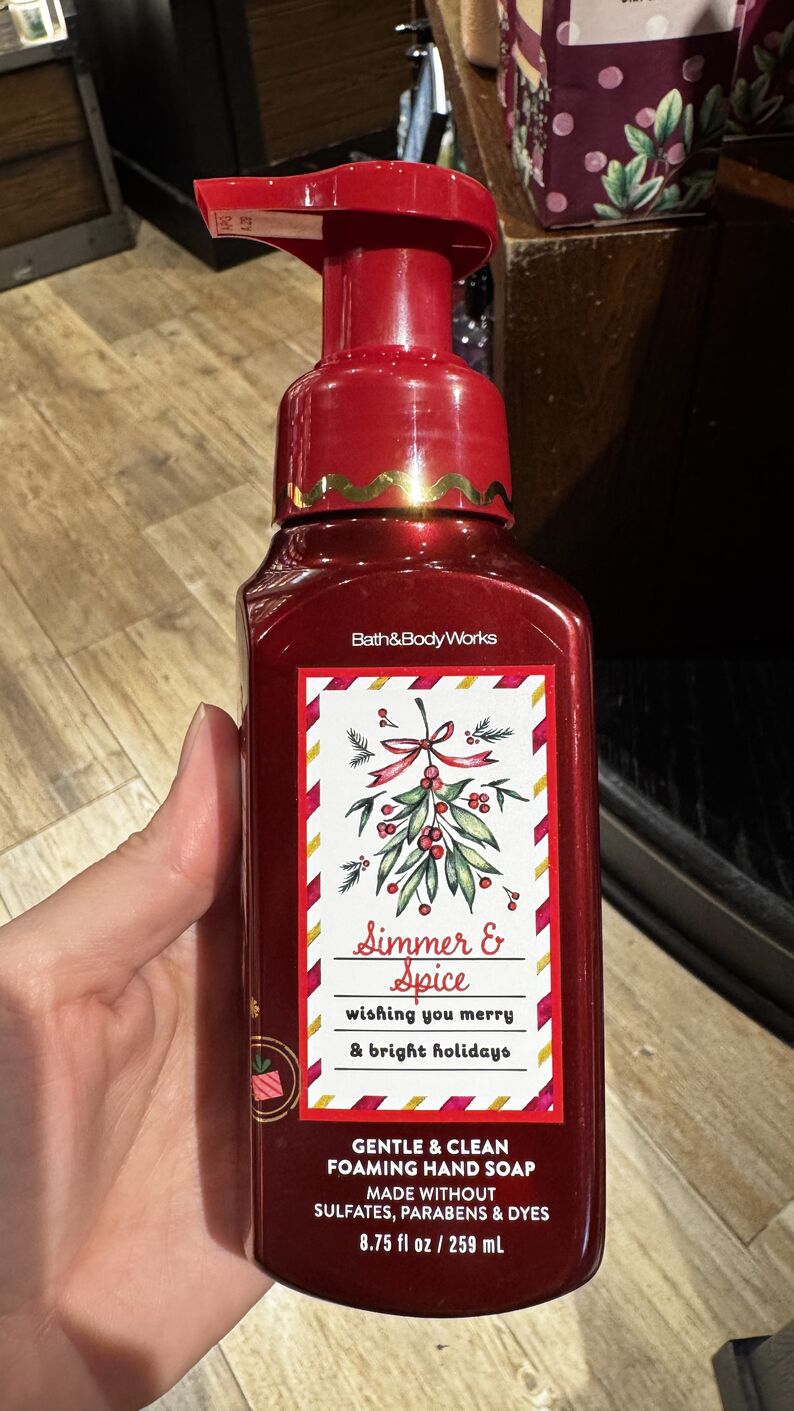 Bath&BodyWorks
Simmer &
Spice
wishing you merry
& bright holidays
GENTLE & CLEAN
FOAMING HAND SOAP
MADE WITHOUT
SULFATES, PARABENS & DYES
8.75 fl oz / 259 mL